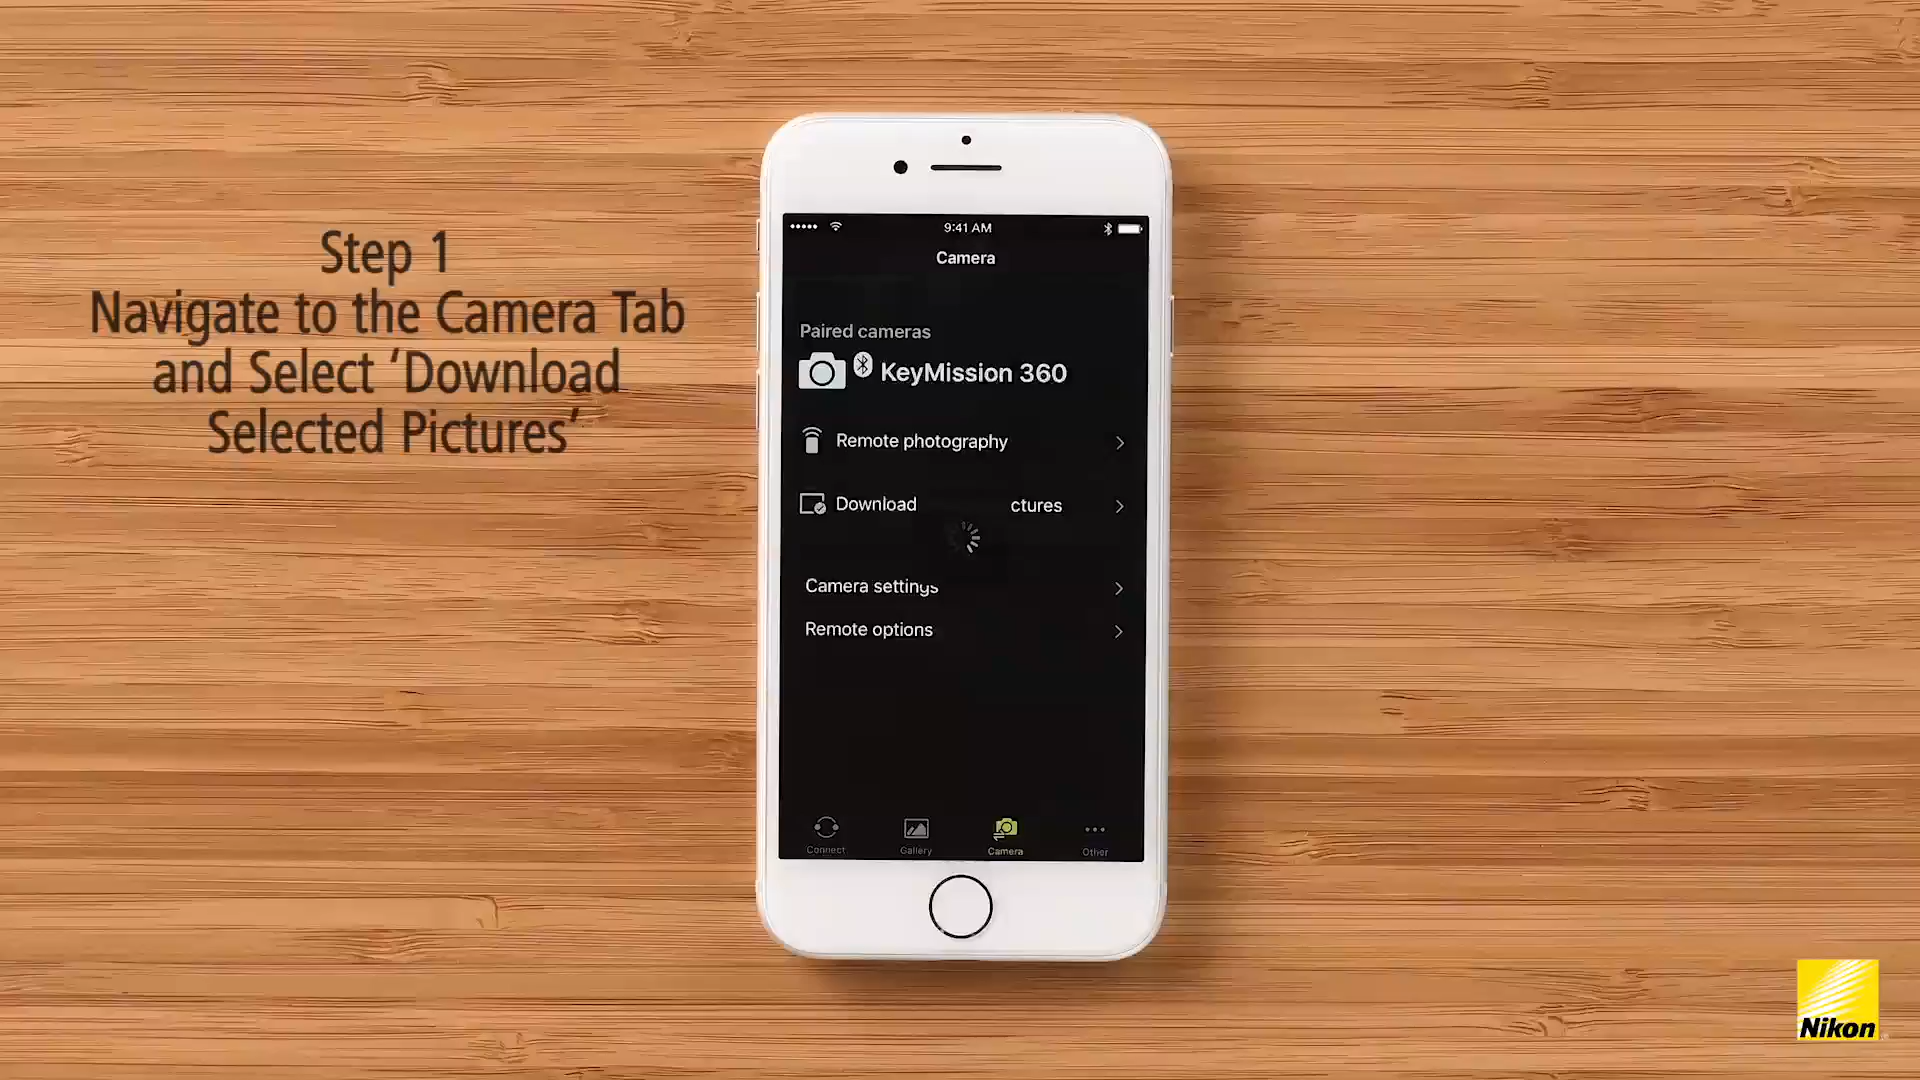 Step 1
Navigate to the Camera Tab
and Select ‘Download
Selected Pictures’
9:41 AM
Camera
Paired cameras
KeyMission 360
Remote photography
Download ctures
Camera settings
Remote options
Connect
Gallery
Camera
Other
Nikon